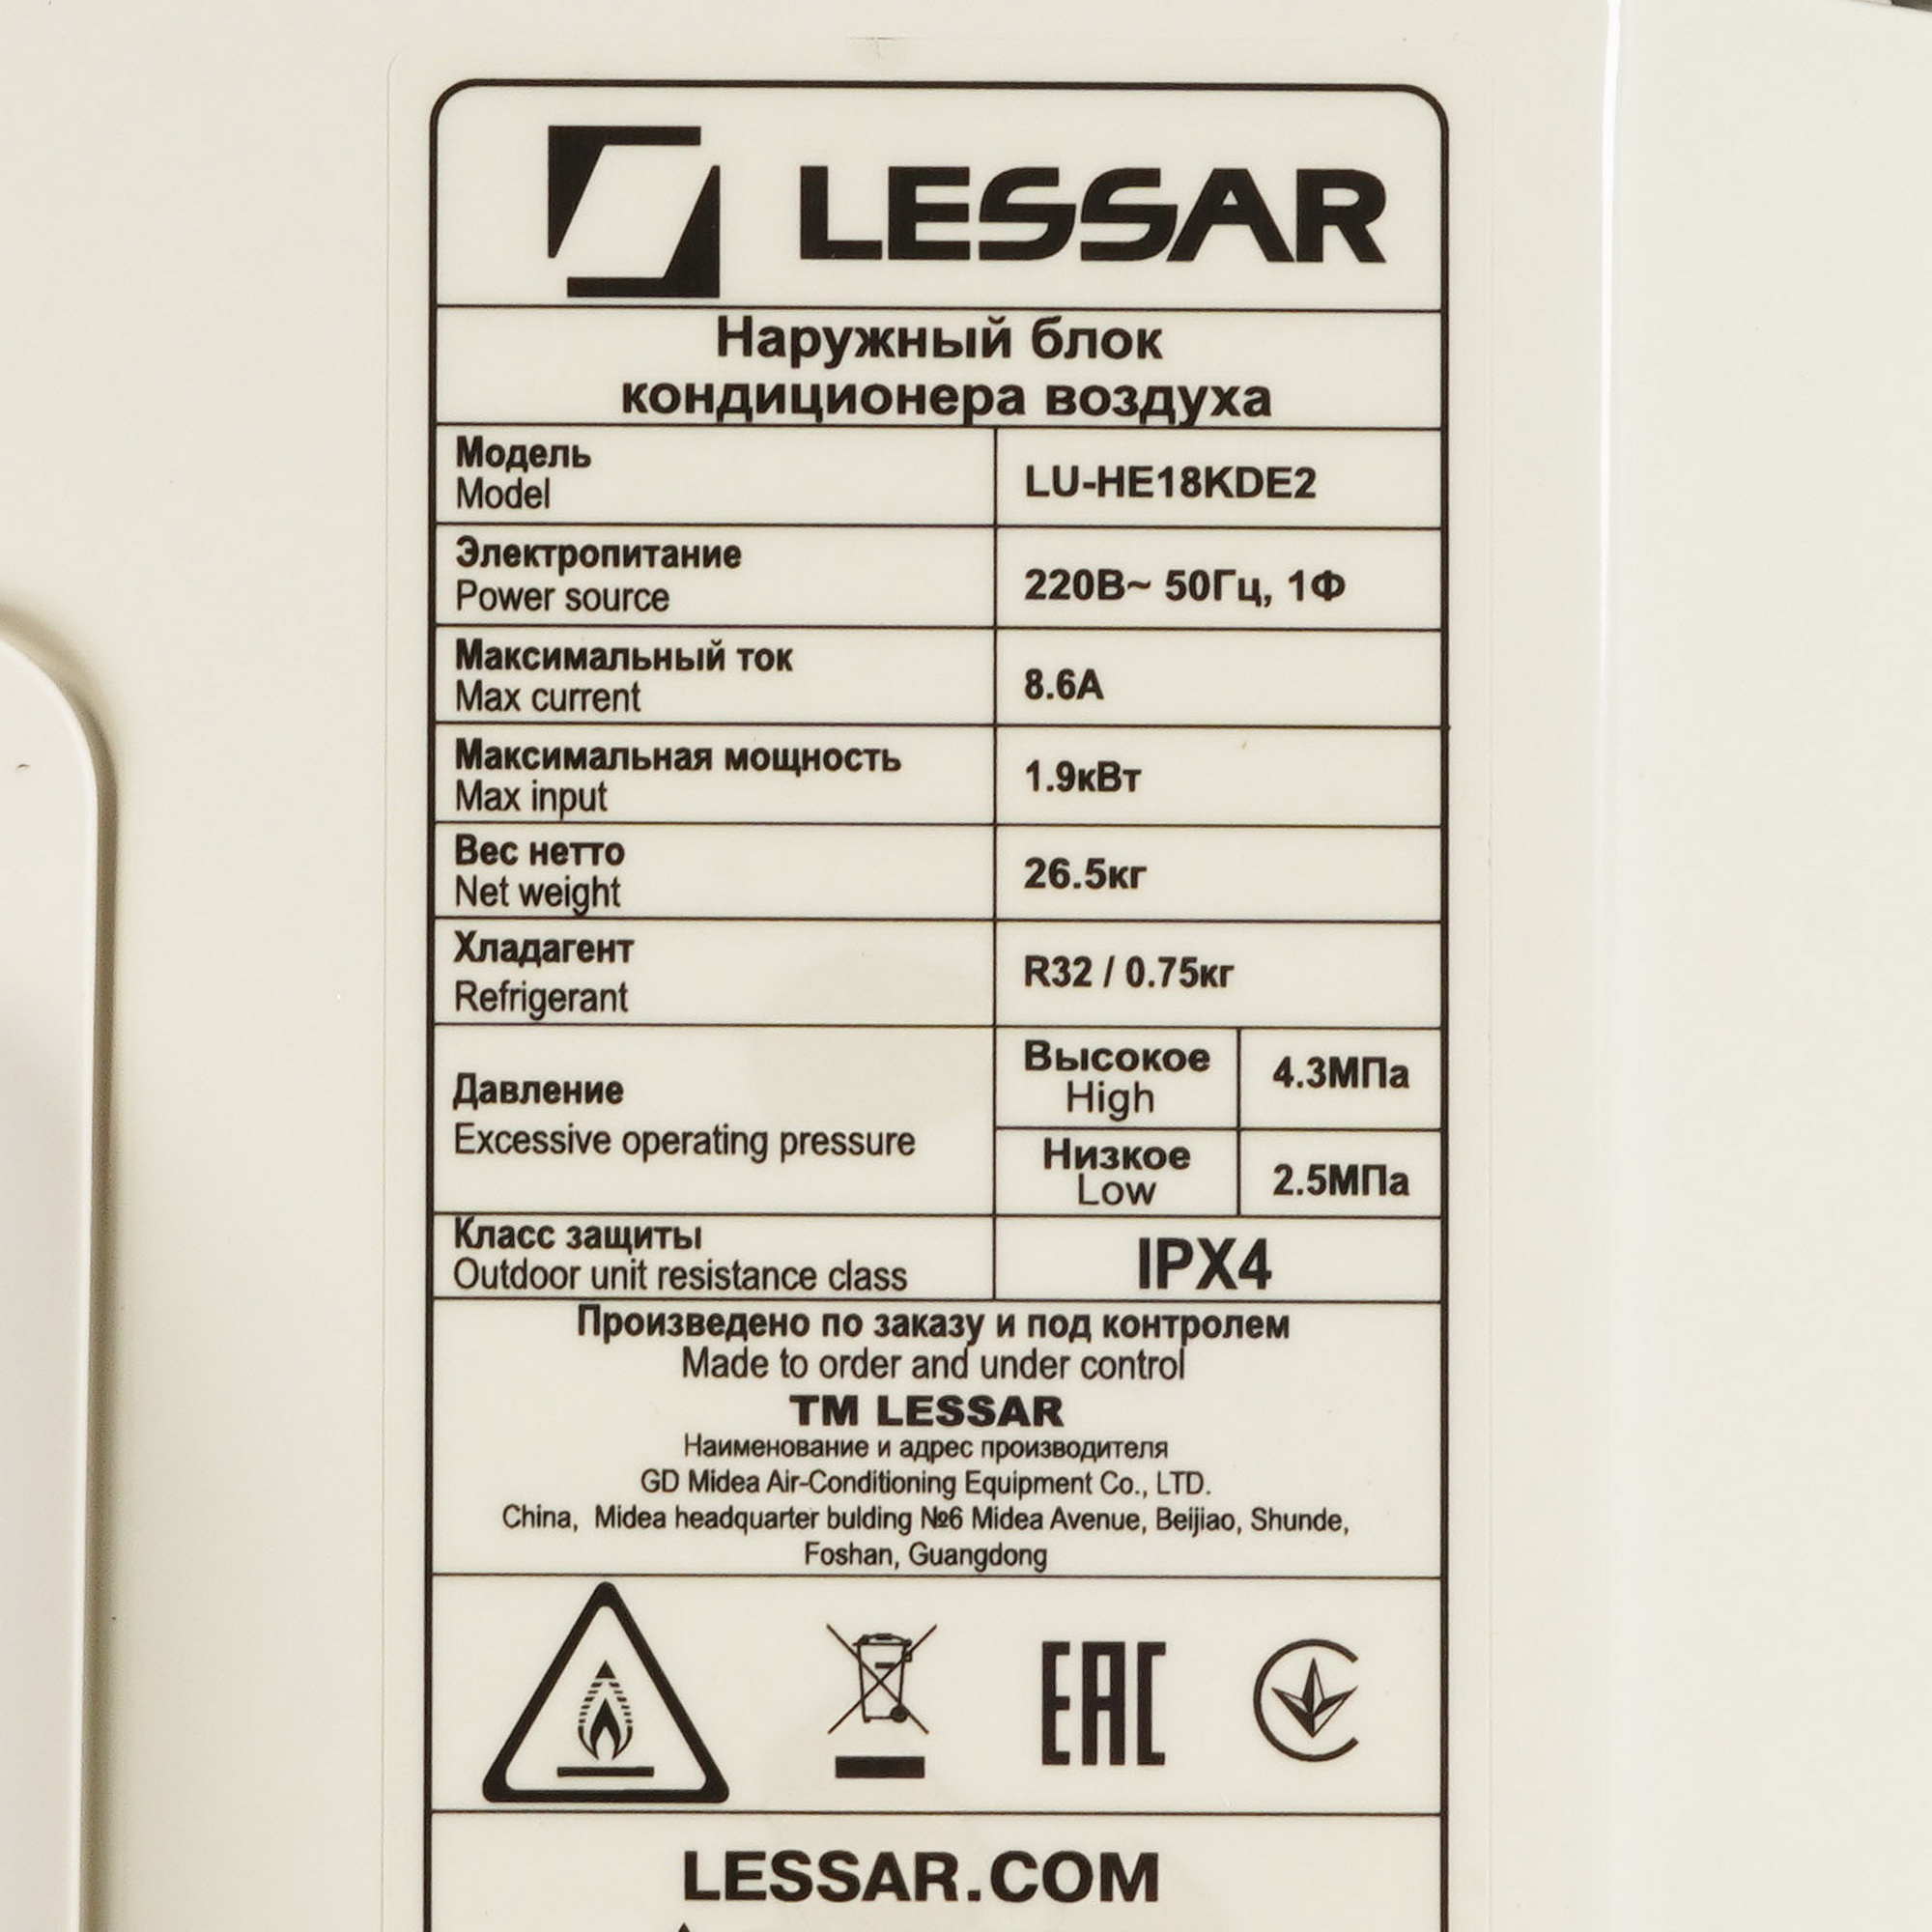 LESSAR
Наружный блок
кондиционера воздуха
Модель
Model
LU-HE18KDE2
Электропитание
Power source
220В~ 50Гц, 1Ф
Максимальный ток
Max current
8.6А
Максимальная мощность
Max input
1.9кВт
Вес нетто
Net weight
26.5кг
Хладагент
Refrigerant
R32 / 0.75кг
Давление
Excessive operating pressure
Высокое
High
4.3МПа
Низкое
Low
2.5МПа
Класс защиты
Outdoor unit resistance class
IPX4
Произведено по заказу и под контролем
Made to order and under control
TM LESSAR
Наименование и адрес производителя
GD Midea Air-Conditioning Equipment Co., LTD.
China, Midea headquarter bulding №6 Midea Avenue, Beijiao, Shunde,
Foshan, Guangdong
EAC
LESSAR.COM